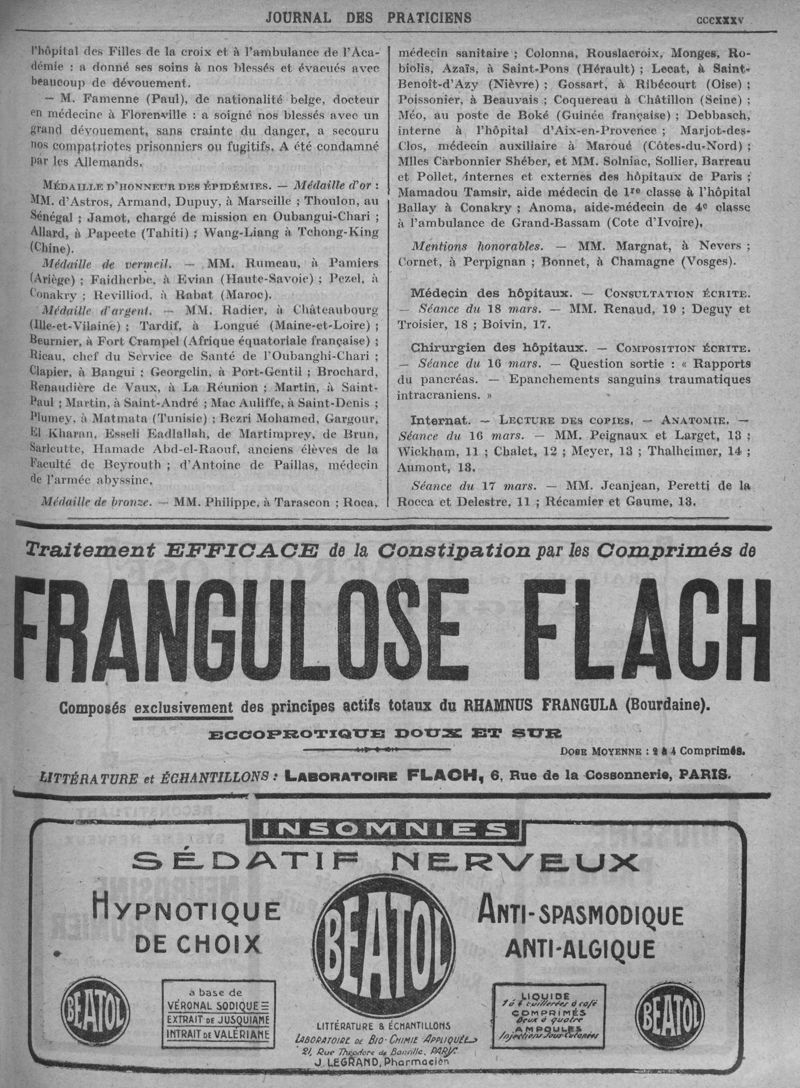 JOURNAL DES PRATICIENS
CCCXXXV
l'hôpital des Filles de la croix et à l'ambulance de l'Aca-
démie : a donné ses soins à nos blessés et évacués avec
beaucoup de dévouement.
— M. Famenne (Paul), de nationalité belge, docteur
en médecine à Florenville : a soigné nos blessés avec un
grand dévouement, sans crainte du danger, a secouru
nos compatriotes prisonniers ou fugitifs. A été condamné
par les Allemands.
MÉDAILLE D'HONNEUR DES ÉPIDÉMIES. — Médaille d'or :
MM. d'Astros, Armand, Dupuy, à Marseille ; Thoulon, au
Sénégal ; Jamot, chargé de mission en Oubangui-Chari ;
Allard, à Papeete (Tahiti) ; Wang-Liang à Tchong-King
(Chine).
Médaille de vermeil. — MM. Rumeau, à Pamiers
(Ariège) ; Faidherbe, à Evian (Haute-Savoie) ; Pezel, à
Conakry ; Revilliod, à Rabat (Maroc).
Médaille d'argent. — MM. Radier, à Châteaubourg
(Ille-et-Vilaine) ; Tardif, à Longué (Maine-et-Loire) ;
Beurnier, à Fort Crampel (Afrique équatoriale française) ;
Ricau, chef du Service de Santé de l'Oubanghi-Chari ;
Clapier, à Bangui ; Georgelin, à Port-Gentil ; Brochard,
Renaudière de Vaux, à La Réunion ; Martin, à Saint-
Paul ; Martin, à Saint-André ; Mac Auliffe, à Saint-Denis ;
Plumey, à Matmata (Tunisie) ; Bezri Mohamed, Gargour,
El Kharan, Esseli Eadlallah, de Martimprey, de Brun,
Sarleutte, Hamade Abd-el-Raouf, anciens élèves de la
Faculté de Beyrouth ; d'Antoine de Paillas, médecin
de l'armée abyssine,
Médaille de bronze. — MM. Philippe, à Tarascon ; Roca,
médecin sanitaire ; Colonna, Rouslacroix, Monges, Ro-
biolis, Azaïs, à Saint-Pons (Hérault) ; Lecat, à Saint-
Benoît-d'Azy (Nièvre) ; Gossart, à Ribécourt (Oise) ;
Poissonier, à Beauvais ; Coquereau à Châtillon (Seine) ;
Méo, au poste de Boké (Guinée française) ; Debbasch,
interne à l'hôpital d'Aix-en-Provence ; Marjot-des-
Clos, médecin auxiliaire à Maroué (Côtes-du-Nord) ;
Mlles Carbonnier Shéber, et MM. Solniac, Sollier, Barreau
et Pollet, internes et externes des hôpitaux de Paris ;
Mamadou Tamsir, aide médecin de 1re classe à l'hôpital
Ballay à Conakry ; Anoma, aide-médecin de 4e classe
à l'ambulance de Grand-Bassam (Cote d'Ivoire),
Mentions honorables. — MM. Margnat, à Nevers ;
Cornet, à Perpignan ; Bonnet, à Chamagne (Vosges).
Médecin des hôpitaux. — CONSULTATION ÉCRITE.
— Séance du 18 mars. — MM. Renaud, 19 ; Deguy et
Troisier, 18 ; Boivin, 17.
Chirurgien des hôpitaux. — COMPOSITION ÉCRITE.
— Séance du 16 mars. — Question sortie : « Rapports
du pancréas. — Epanchements sanguins traumatiques
intracraniens. »
Internat. — LECTURE DES COPIES, — ANATOMIE, —
Séance du 16 mars. — MM. Peignaux et Larget, 13 ;
Wickham, 11 ; Chalet, 12 ; Meyer, 13 ; Thalheimer, 14 ;
Aumont, 13.
Séance du 17 mars. — MM. Jeanjean, Peretti de la
Rocca et Delestre, 11 ; Récamier et Gaume, 13.
Traitement EFFICACE de la Constipation par les Comprimés de
FRANGULOSE FLACH
Composés exclusivement des principes actifs totaux du RHAMNUS FRANGULA (Bourdaine).
ECCOPROTIQUE DOUX ET SUR
DOSE MOYENNE : 2 à 4 Comprimés.
LITTÉRATURE et ÉCHANTILLONS : LABORATOIRE FLACH, 6, Rue de la Cossonnerie, PARIS.
INSOMNIES
SÉDATIF NERVEUX
HYPNOTIQUE
DE CHOIX
BEATOL
ANTI-SPASMODIQUE
ANTI-ALGIQUE
BEATOL
à base de
VÉRONAL SODIQUE
EXTRAIT DE JUSQUIAME
INTRAIT DE VALÉRIANE
LITTÉRATURE & ÉCHANTILLONS
LABORATOIRE DE BIO-CHIMIE APPLIQUÉE
21, Rue Théodore de Banville, PARIS
J. LEGRAND, Pharmacien
LIQUIDE
1 à 4 cuillerées à café
COMPRIMÉS
Deux à quatre
AMPOULES
Injections Sous-Cutanées
BEATOL